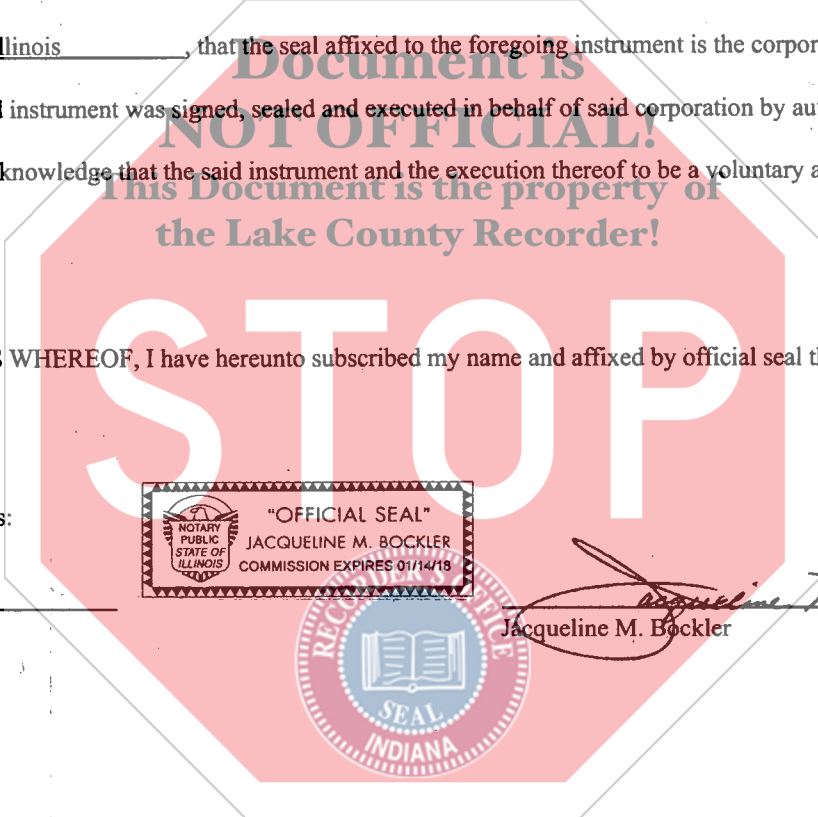 llinois, that the seal affixed to the foregoing instrument is the corpor
Document is
instrument was signed, sealed and executed in behalf of said corporation by au
NOT OFFICIAL!
knowledge that the said instrument and the execution thereof to be a voluntary a
This Document is the property of
the Lake County Recorder!
STOP
WHEREOF, I have hereunto subscribed my name and affixed by official seal th
s:
NOTARY
PUBLIC
STATE OF
ILLINOIS
"OFFICIAL SEAL"
JACQUELINE M. BOCKLER
COMMISSION EXPIRES 01/14/18
Jacqueline
Jacqueline M. Bockler
RECORDER'S OFFICE
SEAL
INDIANA